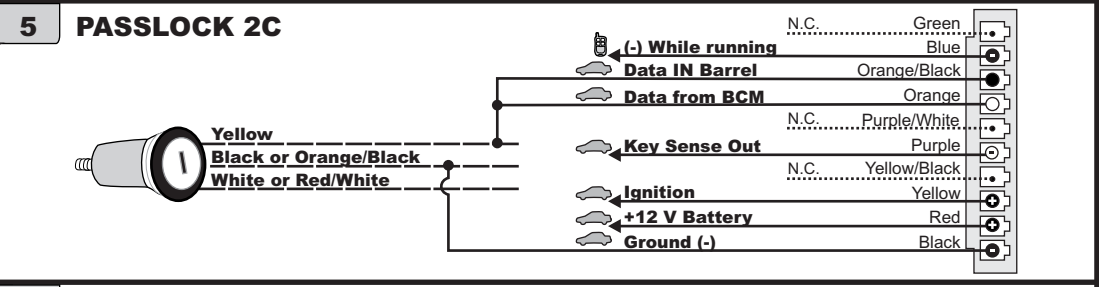 5 PASSLOCK 2C
N.C. Green
(-) While running Blue
Data IN Barrel Orange/Black
Data from BCM Orange
N.C. Purple/White
Yellow
Key Sense Out Purple
Black or Orange/Black
N.C. Yellow/Black
White or Red/White
Ignition Yellow
+12 V Battery Red
Ground (-) Black